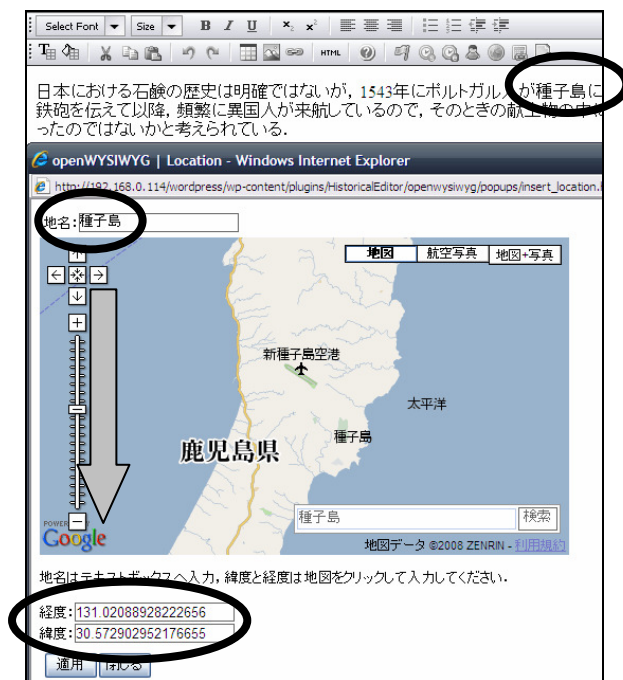 Select Font Size B I U x₂ x²
HTML
日本における石鹸の歴史は明確ではないが, 1543年にポルトガル人が種子島に
鉄砲を伝えて以降, 頻繁に異国人が来航しているので, そのときの献上物の中に
ったのではないかと考えられている.
openWYSIWYG | Location - Windows Internet Explorer
http://192.168.0.114/wordpress/wp-content/plugins/HistoricalEditor/openwysiwyg/popups/insert_location.
地名:種子島
地図 航空写真 地図+写真
新種子島空港
太平洋
種子島
鹿児島県
種子島 検索
POWER
Google
地図データ ©2008 ZENRIN - 利用規約
地名はテキストボックスへ入力, 緯度と経度は地図をクリックして入力してください.
経度:131.02088928222656
緯度:30.572902952176655
適用 閉じる